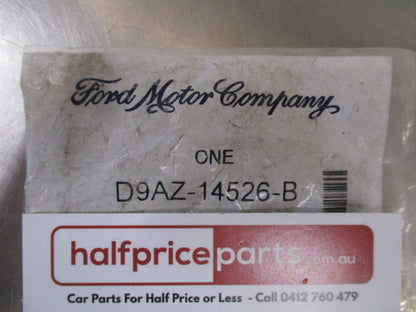 Ford Motor Company
ONE
D9AZ-14526-B
halfpriceparts.com.au
Car Parts For Half Price or Less - Call 0412 760 479